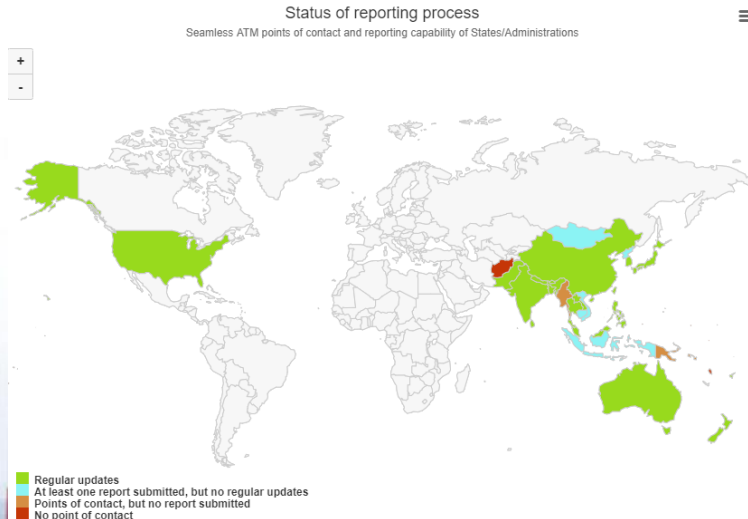 Status of reporting process
Seamless ATM points of contact and reporting capability of States/Administrations
+
-
Regular updates
At least one report submitted, but no regular updates
Points of contact, but no report submitted
No point of contact